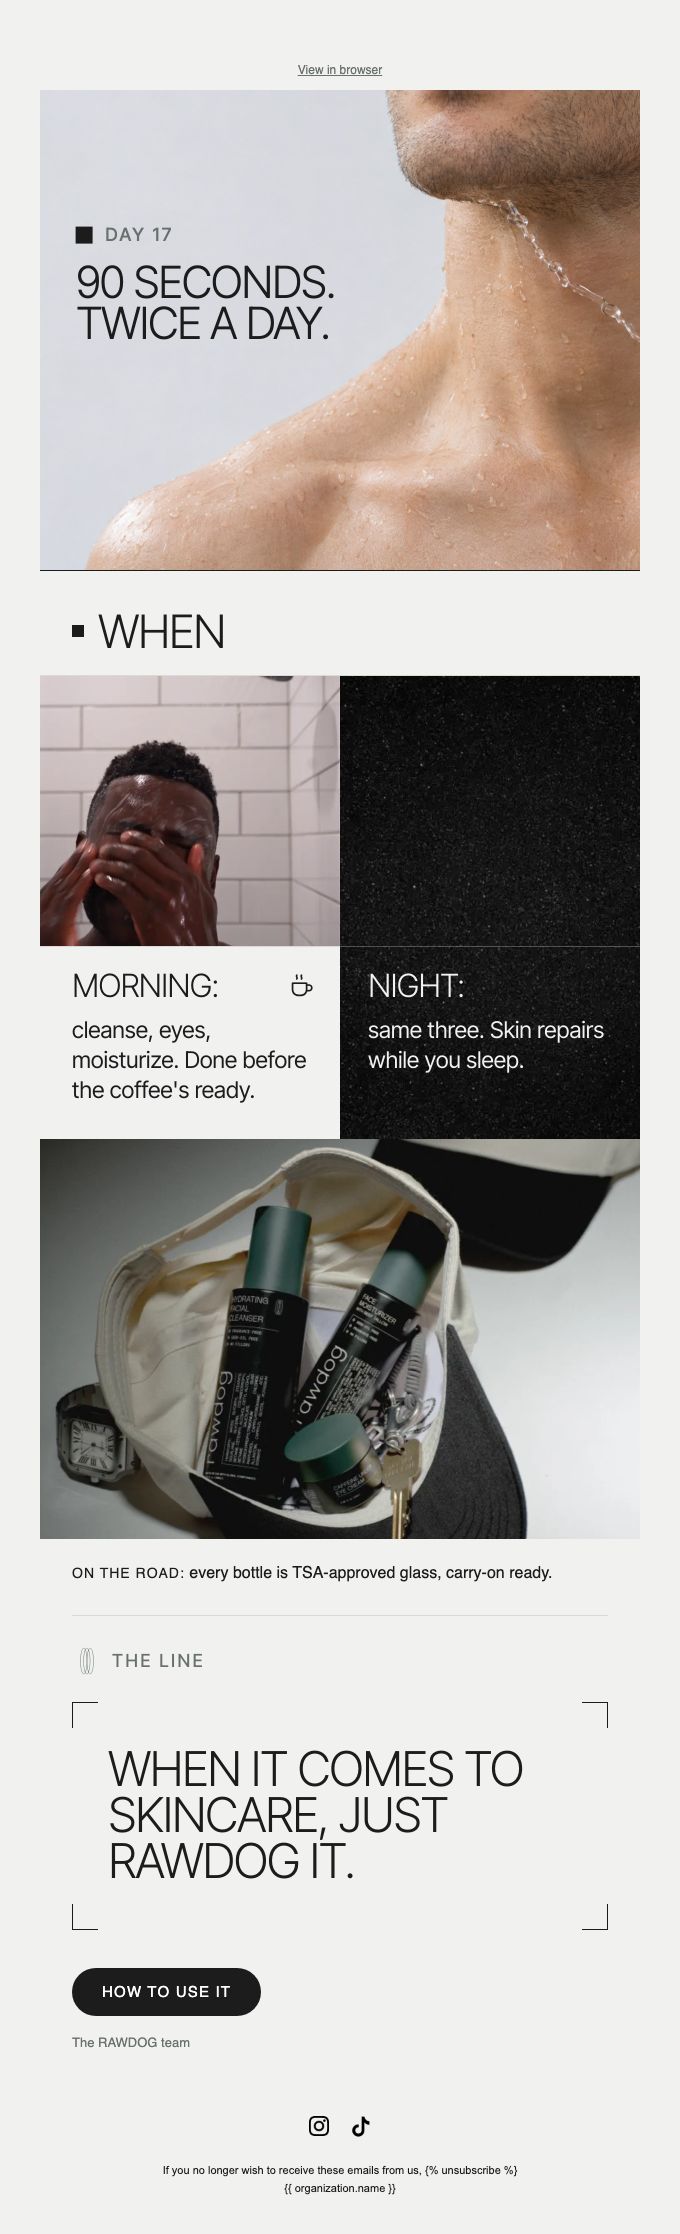 View in browser
DAY 17
90 SECONDS.
TWICE A DAY.
WHEN
MORNING:
cleanse, eyes,
moisturize. Done before
the coffee's ready.
NIGHT:
same three. Skin repairs
while you sleep.
HYDRATING
FACIAL
CLEANSER
rawdog
FACE
MOISTURIZER
rawdog
CAFFEINE
EYE CREAM
ON THE ROAD: every bottle is TSA-approved glass, carry-on ready.
THE LINE
WHEN IT COMES TO
SKINCARE, JUST
RAWDOG IT.
HOW TO USE IT
The RAWDOG team
If you no longer wish to receive these emails from us, {% unsubscribe %}
{{ organization.name }}